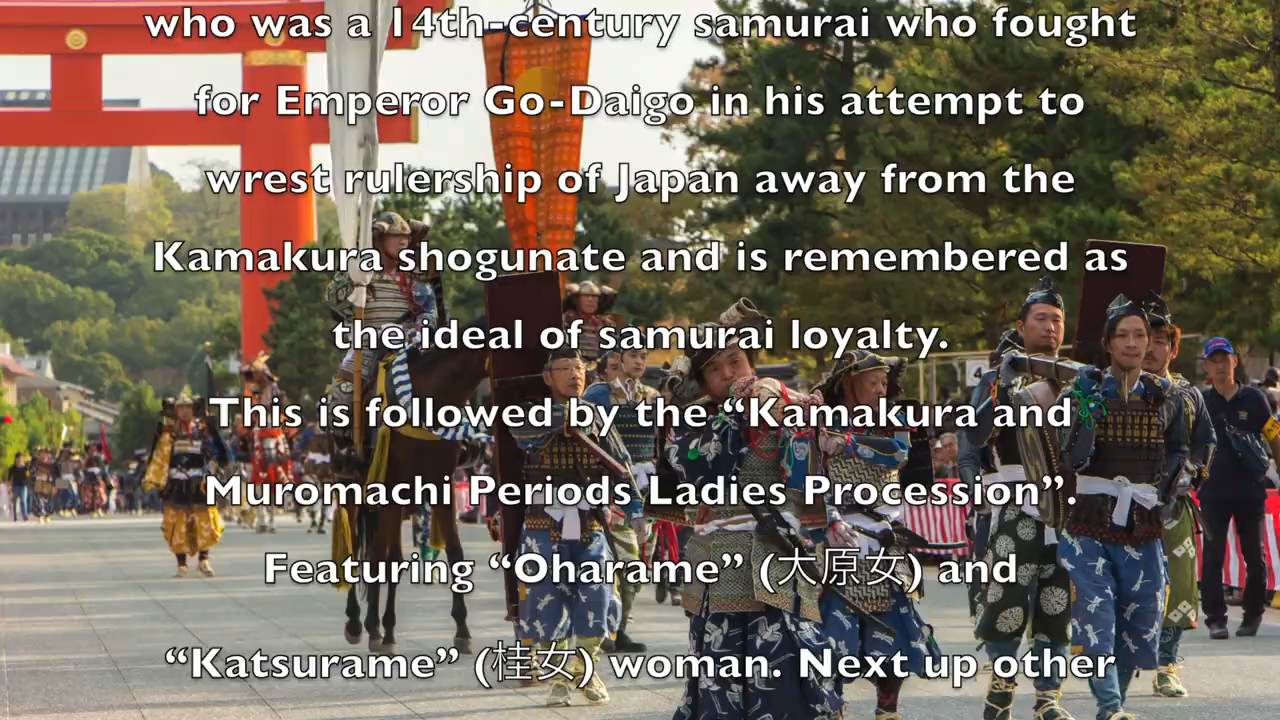 who was a 14th-century samurai who fought
for Emperor Go-Daigo in his attempt to
wrest rulership of Japan away from the
Kamakura shogunate and is remembered as
the ideal of samurai loyalty.
This is followed by the “Kamakura and
Muromachi Periods Ladies Procession”.
Featuring “Oharame” (大原女) and
“Katsurame” (桂女) woman. Next up other
4